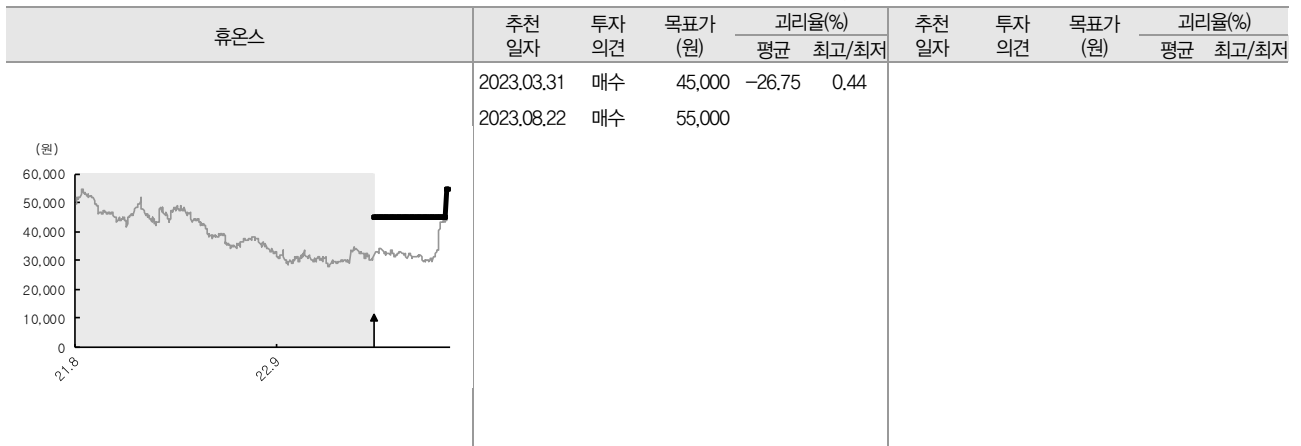 휴온스
추천 일자 투자 의견 목표가 (원) 괴리율(%) 평균 최고/최저
추천 일자 투자 의견 목표가 (원) 괴리율(%) 평균 최고/최저
2023.03.31 매수 45,000 -26.75 0.44
2023.08.22 매수 55,000
(원)
60,000
50,000
40,000
30,000
20,000
10,000
0
21.8 22.9